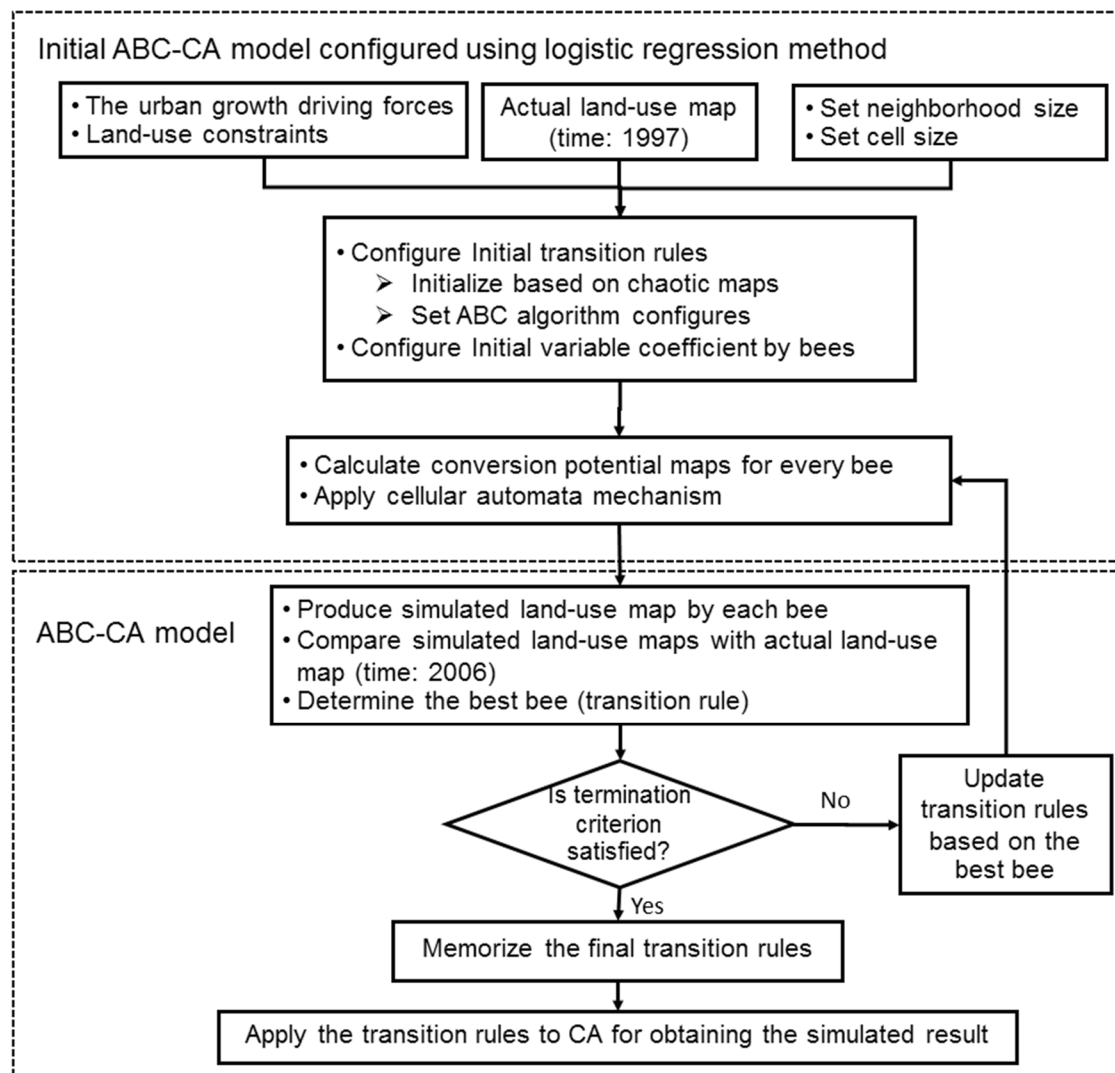 Initial ABC-CA model configured using logistic regression method
• The urban growth driving forces
• Land-use constraints
Actual land-use map
(time: 1997)
• Set neighborhood size
• Set cell size
• Configure Initial transition rules
➢ Initialize based on chaotic maps
➢ Set ABC algorithm configures
• Configure Initial variable coefficient by bees
• Calculate conversion potential maps for every bee
• Apply cellular automata mechanism
ABC-CA model
• Produce simulated land-use map by each bee
• Compare simulated land-use maps with actual land-use
map (time: 2006)
• Determine the best bee (transition rule)
Is termination
criterion
satisfied?
No
Update
transition rules
based on the
best bee
Yes
Memorize the final transition rules
Apply the transition rules to CA for obtaining the simulated result